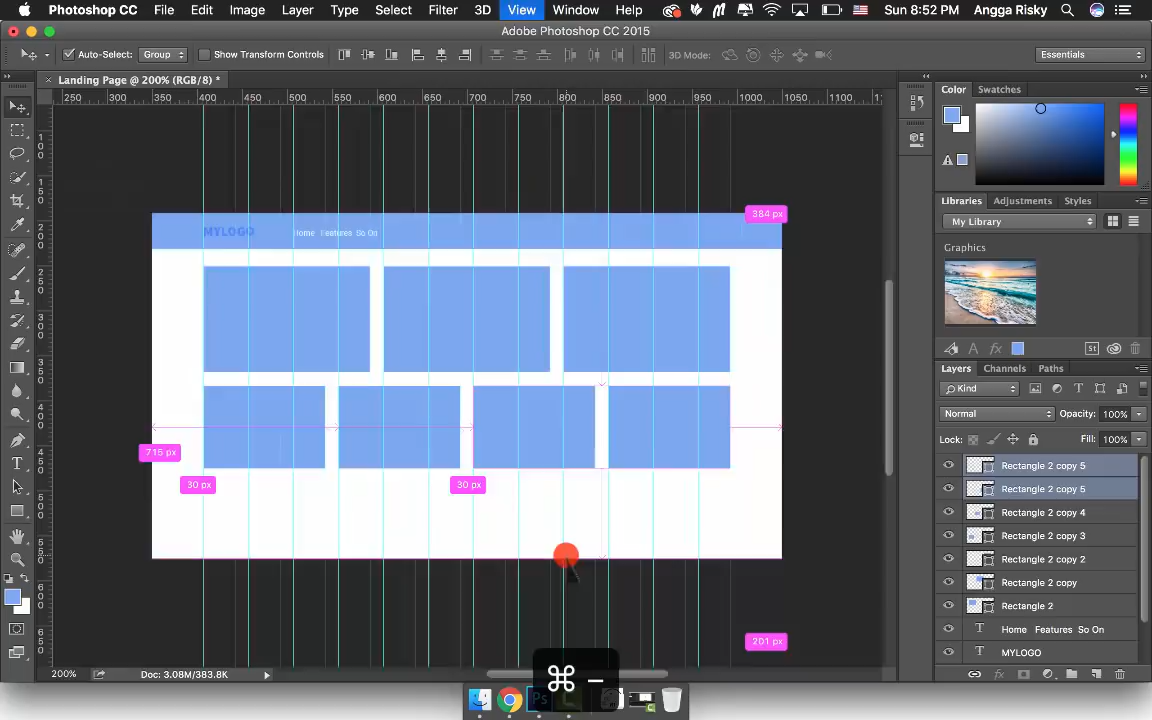 Photoshop CC File Edit Image Layer Type Select Filter 3D View Window Help Sun 8:52 PM Angga Risky
Adobe Photoshop CC 2015
Auto-Select: Group Show Transform Controls 3D Mode: Essentials
× Landing Page @ 200% (RGB/8) *
250 300 350 400 450 500 550 600 650 700 750 800 850 900 950 1000 1050 1100
Color Swatches
Libraries Adjustments Styles
My Library
Graphics
384 px
MYLOGO Home Features So On
715 px
30 px 30 px
201 px
St
fx
Layers Channels Paths
Kind
Normal Opacity: 100%
Lock: Fill: 100%
Rectangle 2 copy 5
Rectangle 2 copy 5
Rectangle 2 copy 4
Rectangle 2 copy 3
Rectangle 2 copy 2
Rectangle 2 copy
Rectangle 2
T Home Features So On
T MYLOGO
fx
200% Doc: 3.08M/383.8K
⌘ –
Ps